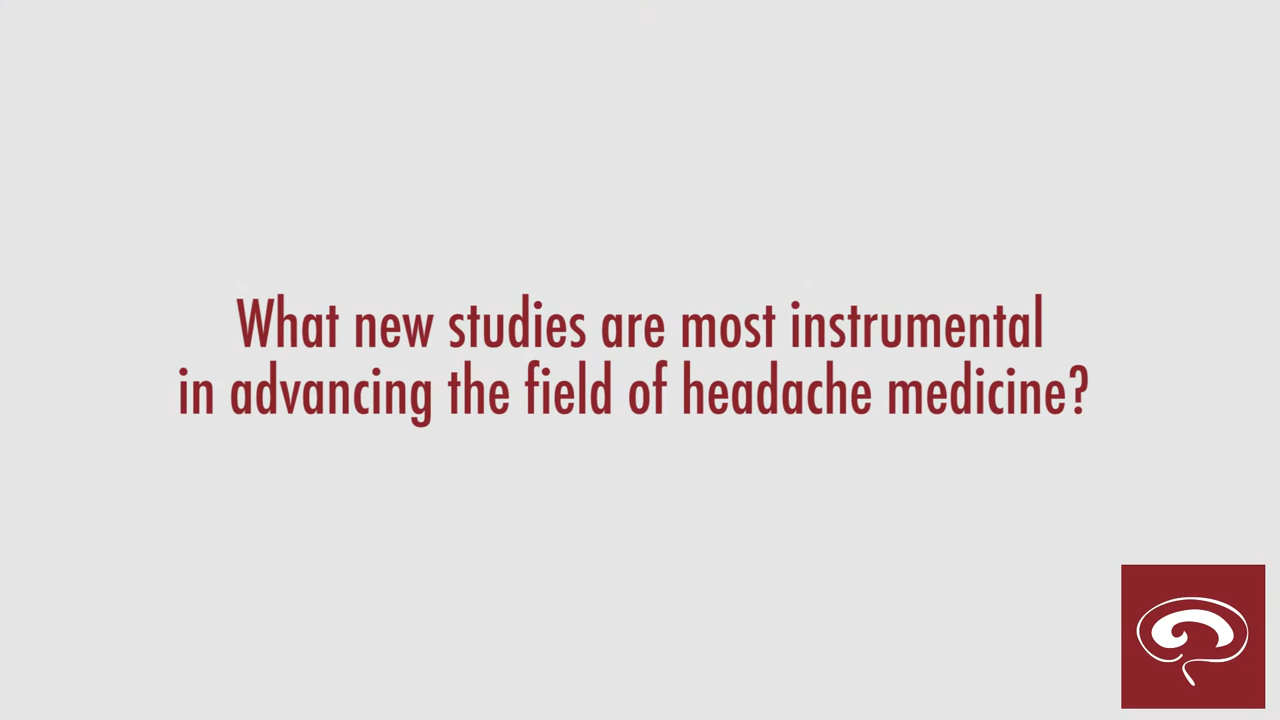 What new studies are most instrumental
in advancing the field of headache medicine?